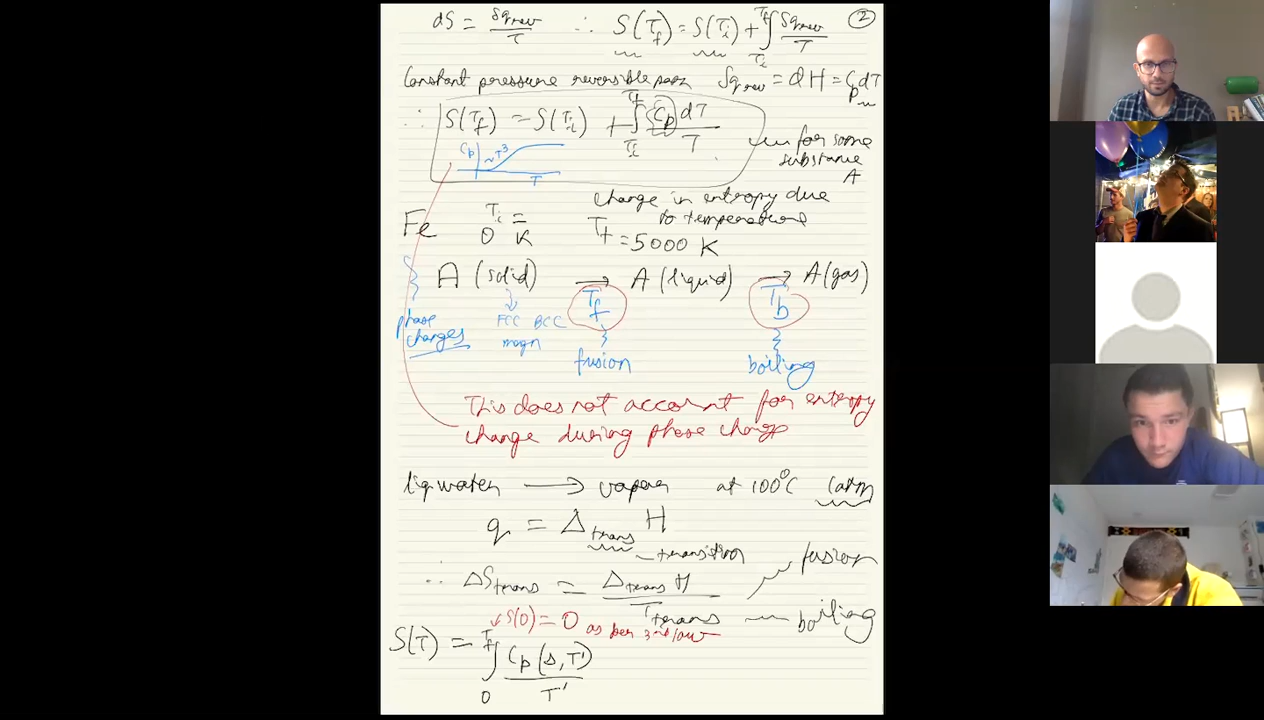 dS = δq_rev / T ∴ S(T_f) = S(T_i) + ∫_{T_i}^{T_f} δq_rev / T ②
Constant pressure reversible δq_rev = dH = C_p dT
∴ S(T_f) = S(T_i) + ∫_{T_i}^{T_f} C_p dT / T for some
substance
A
C_p ~T³
T
change in entropy due
to temperature
Fe T_i = 0 K T_f = 5000 K
A (solid) → A (liquid) → A (gas)
T_f T_b
phase changes
FCC BCC
magn
fusion boiling
This does not account for entropy
change during phase change
liq water → vapour at 100°C 1 atm
q = Δ_trans H
transition
∴ ΔS_trans = Δ_trans H / T_trans
fusion
boiling
S(0) = 0 as per 3rd law
S(T) = ∫_0^{T_f} C_p(s, T') / T'